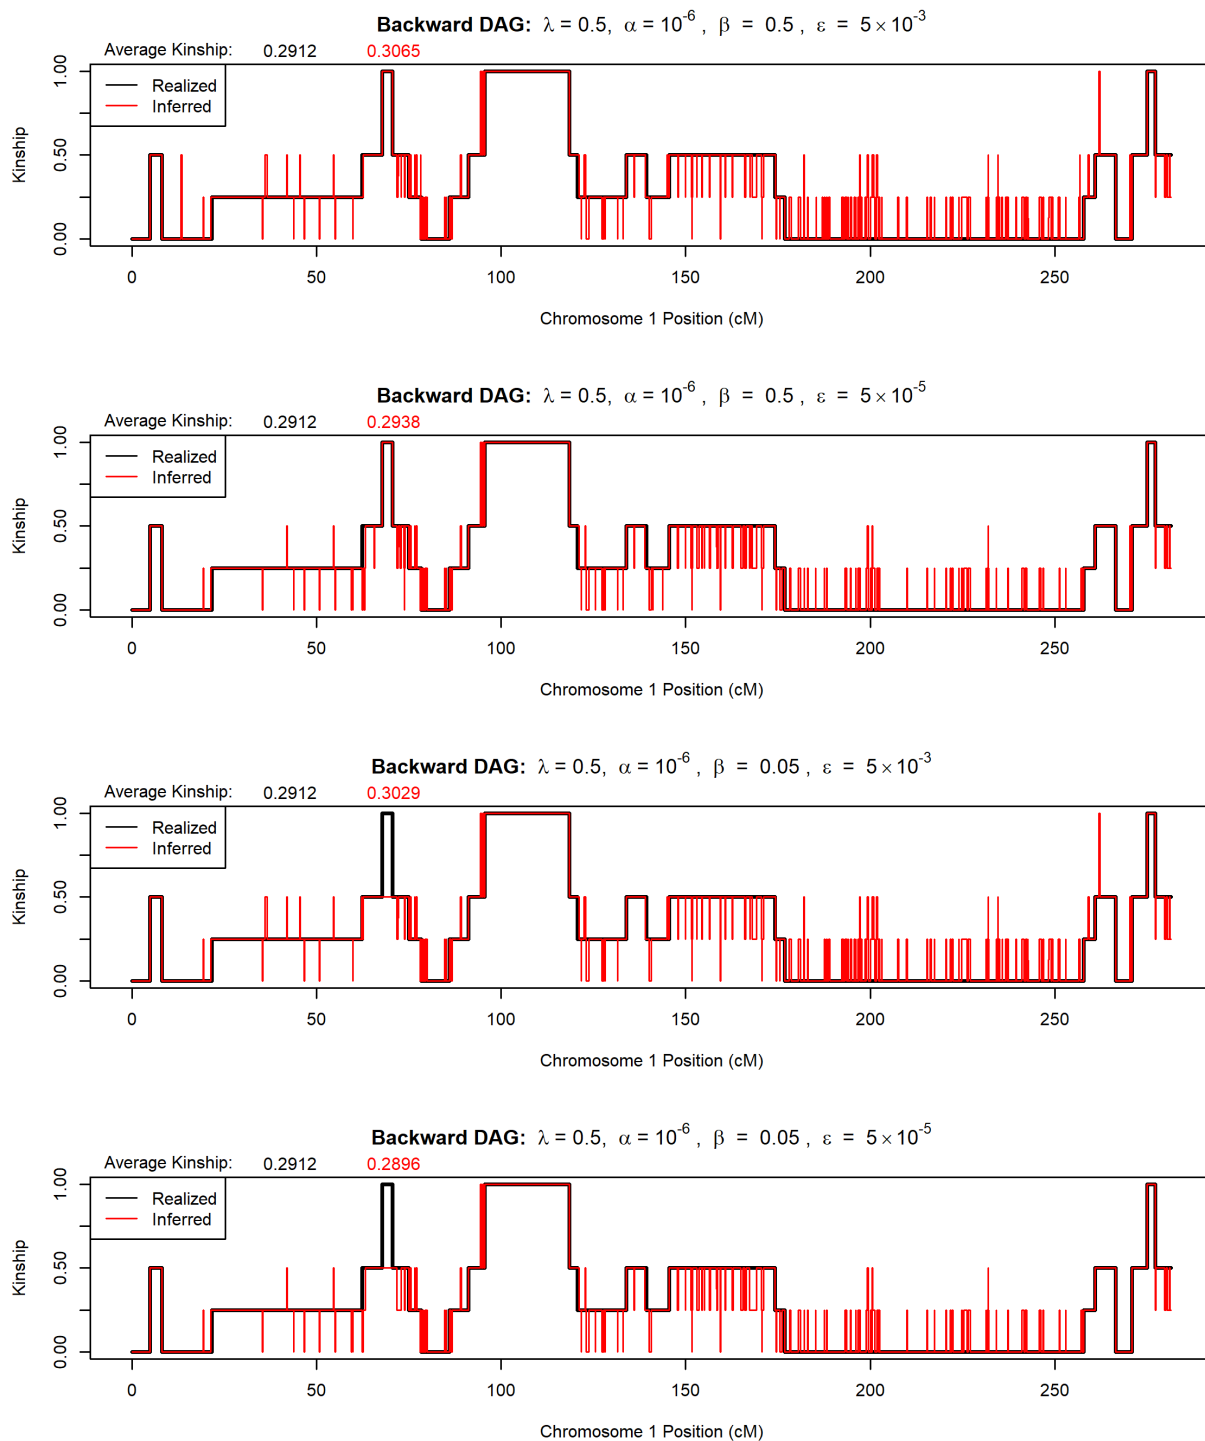 Backward DAG: λ = 0.5, α = 10^-6 , β = 0.5 , ε = 5 × 10^-3
Average Kinship: 0.2912 0.3065
Realized
Inferred
Kinship
1.00
0.50
0.00
0 50 100 150 200 250
Chromosome 1 Position (cM)
Backward DAG: λ = 0.5, α = 10^-6 , β = 0.5 , ε = 5 × 10^-5
Average Kinship: 0.2912 0.2938
Realized
Inferred
Kinship
1.00
0.50
0.00
0 50 100 150 200 250
Chromosome 1 Position (cM)
Backward DAG: λ = 0.5, α = 10^-6 , β = 0.05 , ε = 5 × 10^-3
Average Kinship: 0.2912 0.3029
Realized
Inferred
Kinship
1.00
0.50
0.00
0 50 100 150 200 250
Chromosome 1 Position (cM)
Backward DAG: λ = 0.5, α = 10^-6 , β = 0.05 , ε = 5 × 10^-5
Average Kinship: 0.2912 0.2896
Realized
Inferred
Kinship
1.00
0.50
0.00
0 50 100 150 200 250
Chromosome 1 Position (cM)